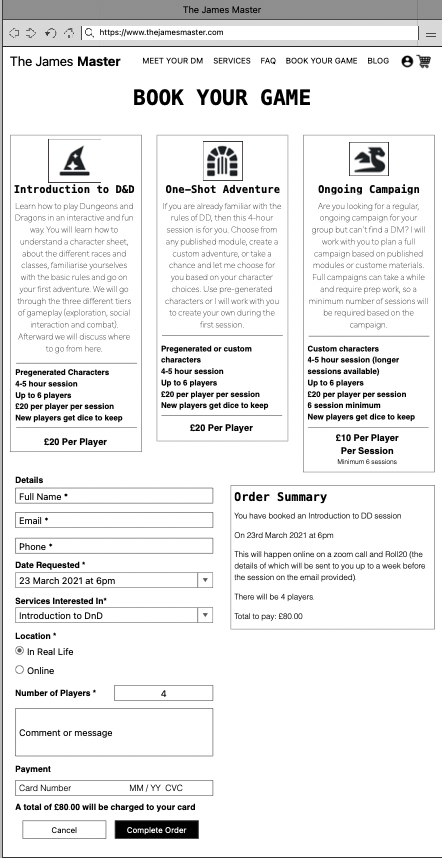 The James Master
https://www.thejamesmaster.com
The James Master
MEET YOUR DM SERVICES FAQ BOOK YOUR GAME BLOG
BOOK YOUR GAME
Introduction to D&D
Learn how to play Dungeons and
Dragons in an interactive and fun
way. You will learn how to
understand a character sheet,
about the different races and
classes, familiarise yourselves
with the basic rules and go on
your first adventure. We will go
through the three different tiers
of gameplay (exploration, social
interaction and combat).
Afterward we will discuss where
to go from here.
Pregenerated Characters
4-5 hour session
Up to 6 players
£20 per player per session
New players get dice to keep
£20 Per Player
One-Shot Adventure
If you are already familiar with the
rules of DD, then this 4-hour
session is for you. Choose from
any published module, create a
custom adventure, or take a
chance and let me choose for
you based on your character
choices. Use pre-generated
characters or I will work with you
to create your own during the
first session.
Pregenerated or custom
characters
4-5 hour session
Up to 6 players
£20 per player per session
New players get dice to keep
£20 Per Player
Ongoing Campaign
Are you looking for a regular,
ongoing campaign for your
group but can't find a DM? I will
work with you to plan a full
campaign based on published
modules or custome materials.
Full campaigns can take a while
and require prep work, so a
minimum number of sessions will
be required based on the
campaign.
Custom characters
4-5 hour session (longer
sessions available)
Up to 6 players
£20 per player per session
6 session minimum
New players get dice to keep
£10 Per Player
Per Session
Minimum 6 sessions
Details
Full Name *
Email *
Phone *
Date Requested *
23 March 2021 at 6pm
Services Interested In*
Introduction to DnD
Location *
In Real Life
Online
Number of Players *
4
Comment or message
Payment
Card Number MM / YY CVC
A total of £80.00 will be charged to your card
Cancel
Complete Order
Order Summary
You have booked an Introduction to DD session
On 23rd March 2021 at 6pm
This will happen online on a zoom call and Roll20 (the
details of which will be sent to you up to a week before
the session on the email provided).
There will be 4 players.
Total to pay: £80.00